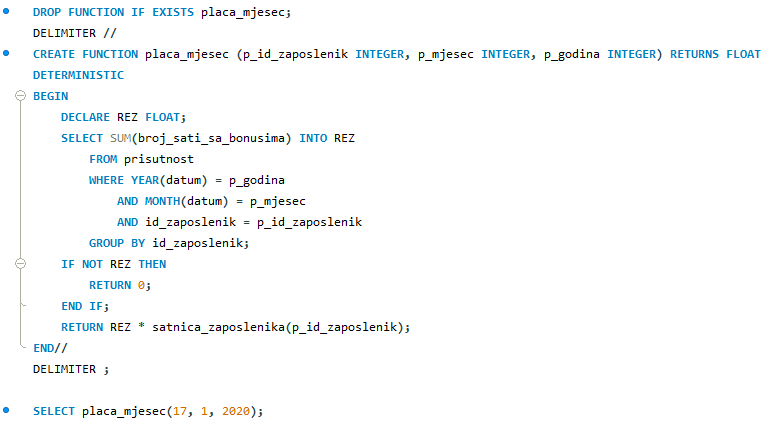 DROP FUNCTION IF EXISTS placa_mjesec;
DELIMITER //
CREATE FUNCTION placa_mjesec (p_id_zaposlenik INTEGER, p_mjesec INTEGER, p_godina INTEGER) RETURNS FLOAT
DETERMINISTIC
BEGIN
    DECLARE REZ FLOAT;
    SELECT SUM(broj_sati_sa_bonusima) INTO REZ
        FROM prisutnost
        WHERE YEAR(datum) = p_godina
            AND MONTH(datum) = p_mjesec
            AND id_zaposlenik = p_id_zaposlenik
        GROUP BY id_zaposlenik;
    IF NOT REZ THEN
        RETURN 0;
    END IF;
    RETURN REZ * satnica_zaposlenika(p_id_zaposlenik);
END//
DELIMITER ;
SELECT placa_mjesec(17, 1, 2020);